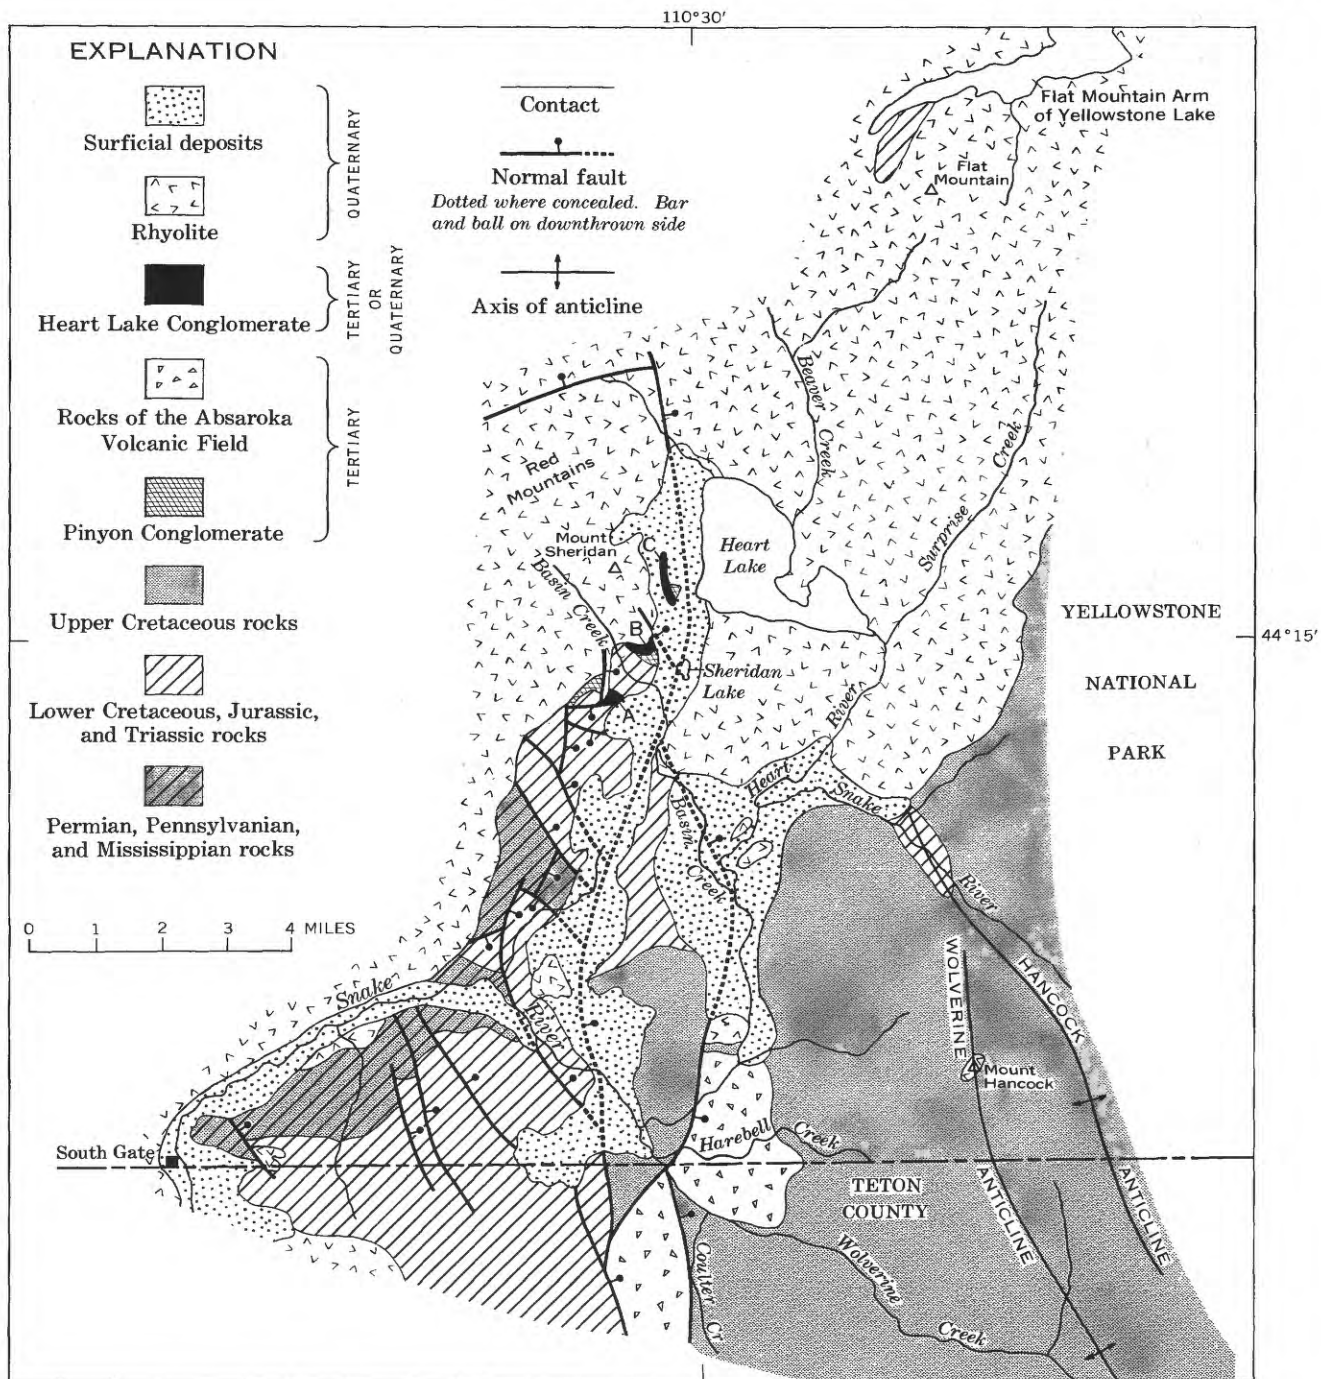 110°30'
EXPLANATION
Surficial deposits
Rhyolite
QUATERNARY
Heart Lake Conglomerate
TERTIARY
OR
QUATERNARY
Rocks of the Absaroka
Volcanic Field
Pinyon Conglomerate
TERTIARY
Upper Cretaceous rocks
Lower Cretaceous, Jurassic,
and Triassic rocks
Permian, Pennsylvanian,
and Mississippian rocks
0 1 2 3 4 MILES
Contact
Normal fault
Dotted where concealed. Bar
and ball on downthrown side
Axis of anticline
Flat Mountain Arm
of Yellowstone Lake
Flat
Mountain
Beaver
Creek
Surprise
Creek
Red
Mountains
Mount
Sheridan
C
Heart
Lake
Basin
Creek
B
Sheridan
Lake
A
YELLOWSTONE
NATIONAL
PARK
44°15'
Heart
River
Snake
River
Basin
Creek
WOLVERINE
ANTICLINE
HANCOCK
ANTICLINE
Mount
Hancock
Snake
River
South Gate
Harebell
Creek
TETON
COUNTY
Coulter
Cr
Wolverine
Creek